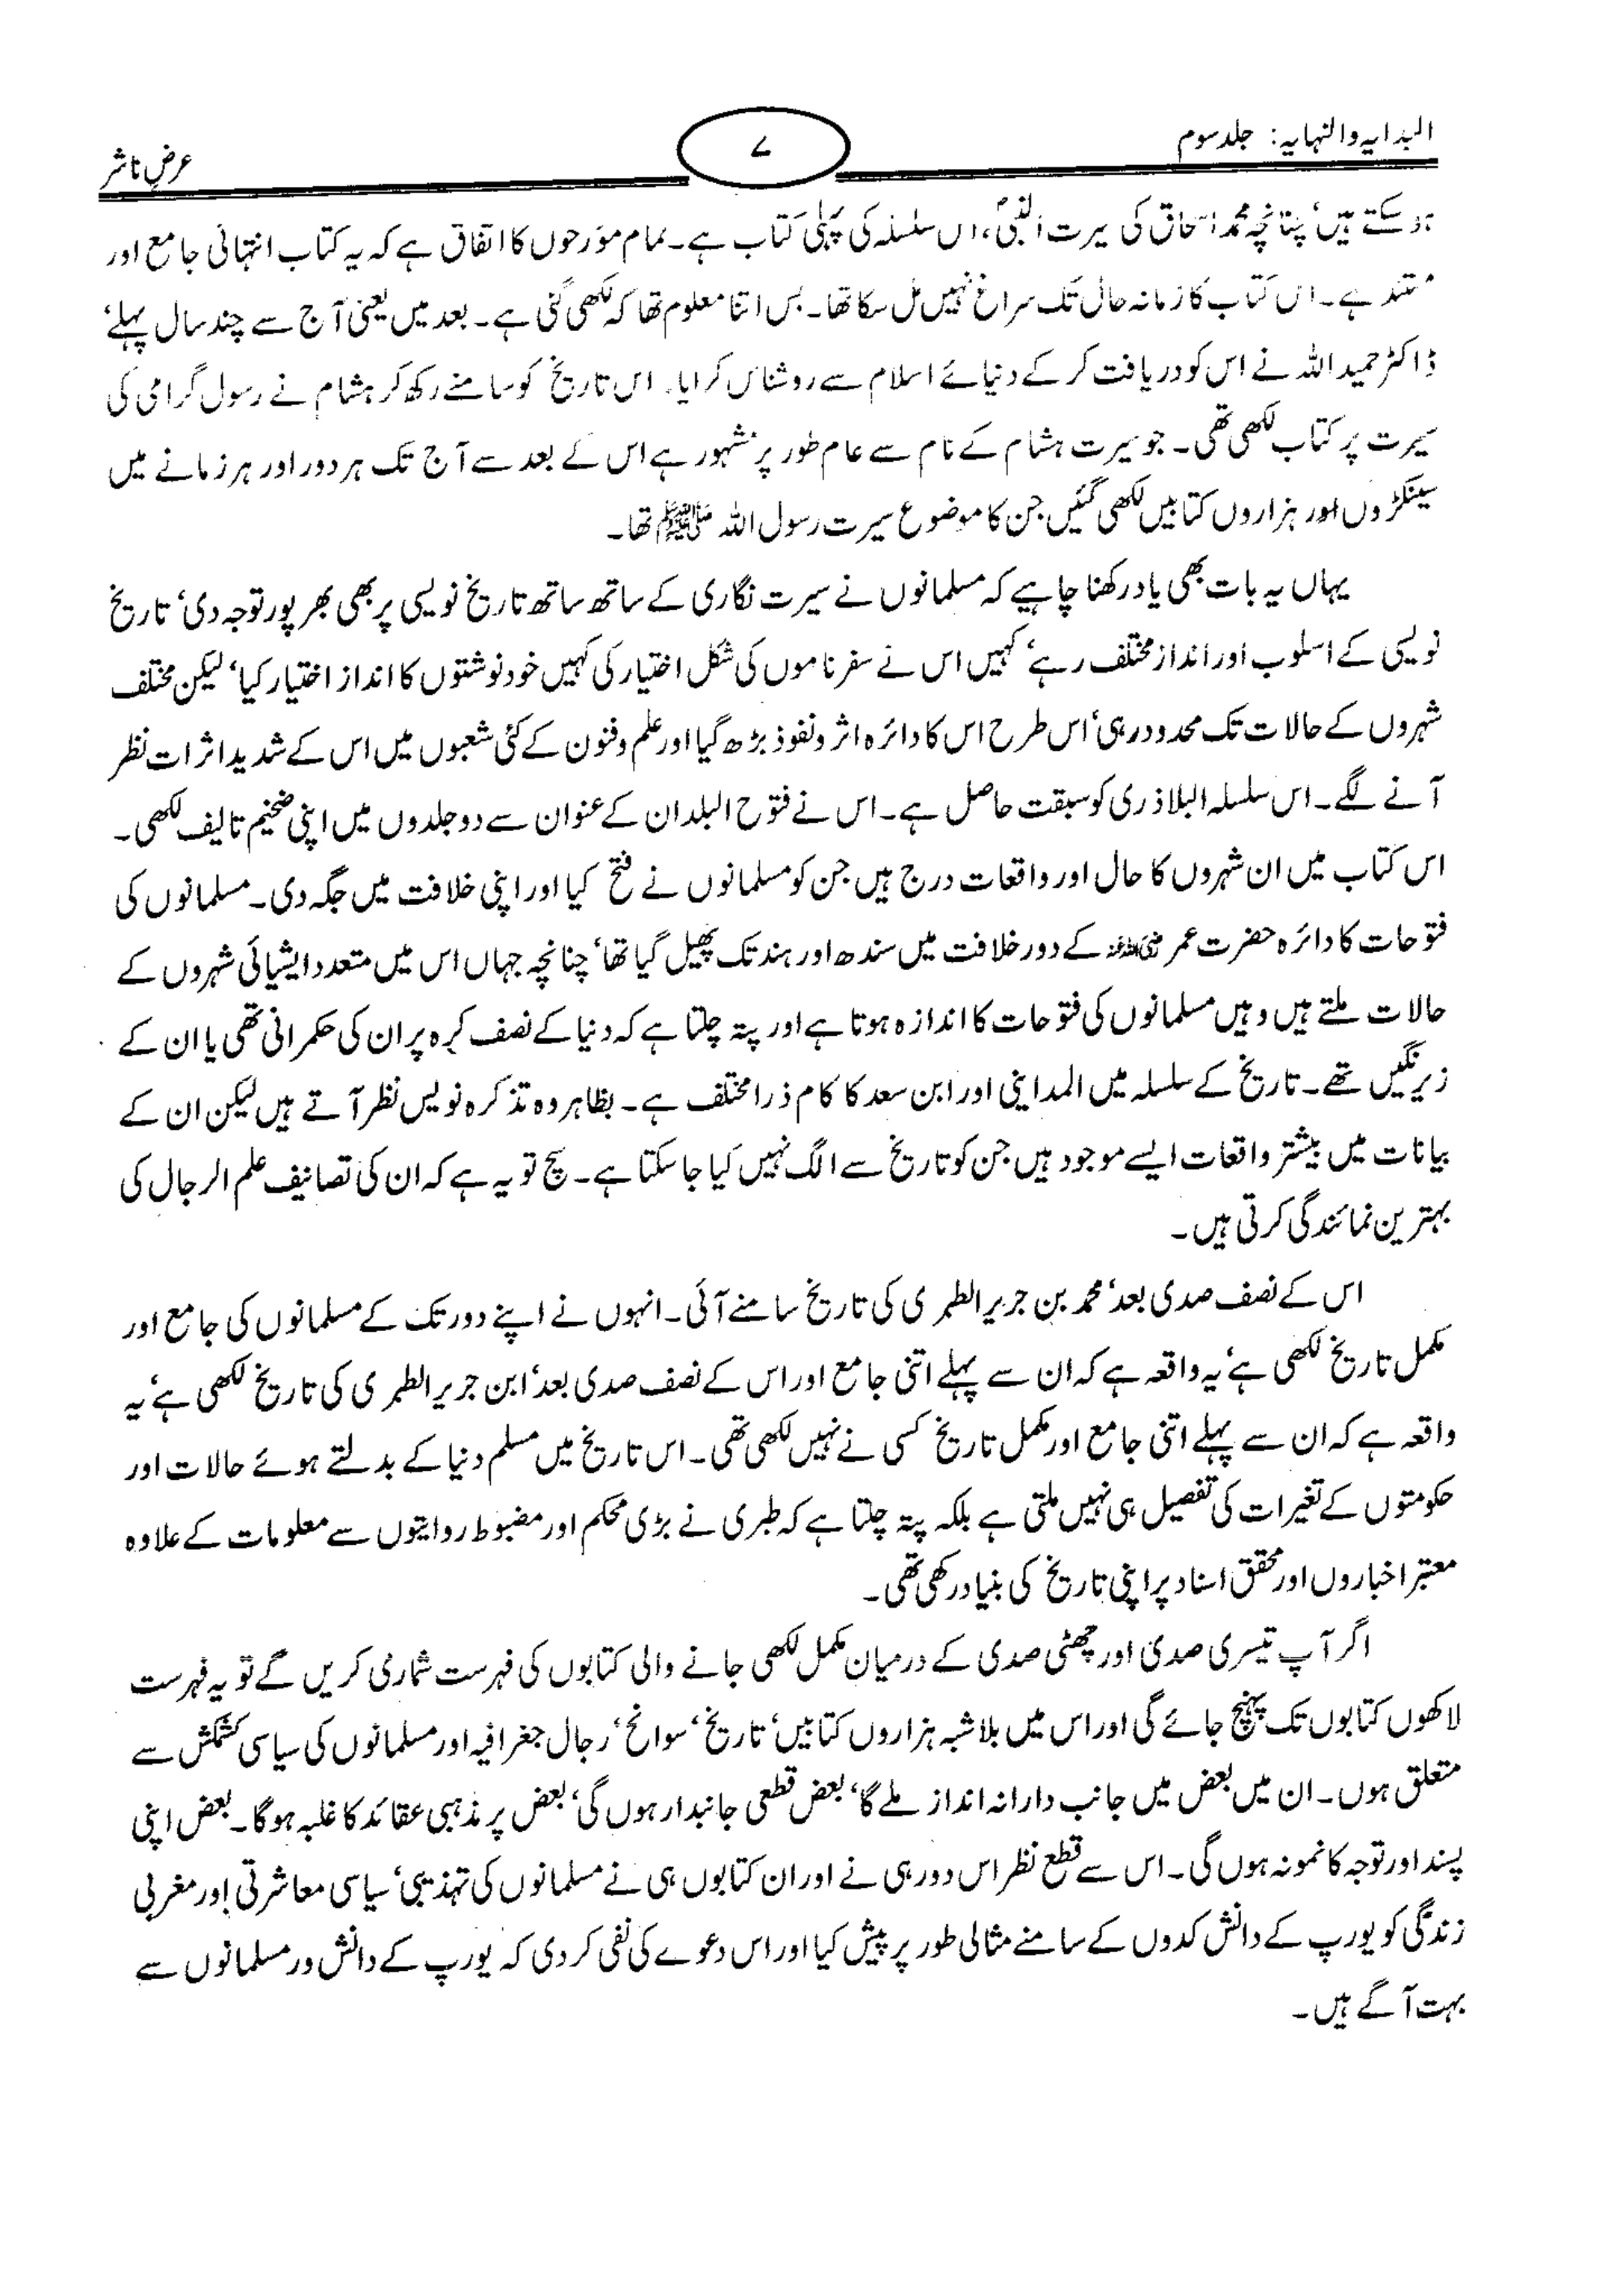 البدایہ والنہایہ: جلد سوم
۷
عرضِ ناشر
ہو سکتے ہیں‘ چنانچہ محمد اسحاق کی سیرت النبیؐ، اس سلسلہ کی پہلی کتاب ہے۔ تمام مؤرخوں کا اتفاق ہے کہ یہ کتاب انتہائی جامع اور
مستند ہے۔ اس کتاب کا زمانہ حال تک سراغ نہیں مل سکا تھا۔ بس اتنا معلوم تھا کہ لکھی گئی ہے۔ بعد میں یعنی آج سے چند سال پہلے‘
ڈاکٹر حمید اللہ نے اس کو دریافت کر کے دنیائے اسلام سے روشناس کرایا۔ اس تاریخ کو سامنے رکھ کر ہشام نے رسول گرامی کی
سیرت پر کتاب لکھی تھی۔ جو سیرت ہشام کے نام سے عام طور پر مشہور ہے اس کے بعد سے آج تک ہر دور اور ہر زمانے میں
سینکڑوں اور ہزاروں کتابیں لکھی گئیں جن کا موضوع سیرت رسول اللہ ﷺ تھا۔
یہاں یہ بات بھی یاد رکھنا چاہیے کہ مسلمانوں نے سیرت نگاری کے ساتھ ساتھ تاریخ نویسی پر بھی بھرپور توجہ دی‘ تاریخ
نویسی کے اسلوب اور انداز مختلف رہے‘ کہیں اس نے سفر ناموں کی شکل اختیار کی کہیں خود نوشتوں کا انداز اختیار کیا‘ لیکن مختلف
شہروں کے حالات تک محدود رہی‘ اس طرح اس کا دائرہ اثر و نفوذ بڑھ گیا اور علم و فنون کے کئی شعبوں میں اس کے شدید اثرات نظر
آنے لگے۔ اس سلسلہ البلاذری کو سبقت حاصل ہے۔ اس نے فتوح البلدان کے عنوان سے دو جلدوں میں اپنی ضخیم تالیف لکھی۔
اس کتاب میں ان شہروں کا حال اور واقعات درج ہیں جن کو مسلمانوں نے فتح کیا اور اپنی خلافت میں جگہ دی۔ مسلمانوں کی
فتوحات کا دائرہ حضرت عمر رضی اللہ عنہ کے دور خلافت میں سندھ اور ہند تک پھیل گیا تھا‘ چنانچہ جہاں اس میں متعدد ایشیائی شہروں کے
حالات ملتے ہیں وہیں مسلمانوں کی فتوحات کا اندازہ ہوتا ہے اور پتہ چلتا ہے کہ دنیا کے نصف کرہ پر ان کی حکمرانی تھی یا ان کے
زیر نگیں تھے۔ تاریخ کے سلسلہ میں المداینی اور ابن سعد کا کام ذرا مختلف ہے۔ بظاہر وہ تذکرہ نویس نظر آتے ہیں لیکن ان کے
بیانات میں بیشتر واقعات ایسے موجود ہیں جن کو تاریخ سے الگ نہیں کیا جا سکتا ہے۔ سچ تو یہ ہے کہ ان کی تصانیف علم الرجال کی
بہترین نمائندگی کرتی ہیں۔
اس کے نصف صدی بعد‘ محمد بن جریر الطبری کی تاریخ سامنے آئی۔ انہوں نے اپنے دور تک کے مسلمانوں کی جامع اور
مکمل تاریخ لکھی ہے‘ یہ واقعہ ہے کہ ان سے پہلے اتنی جامع اور اس کے نصف صدی بعد‘ ابن جریر الطبری کی تاریخ لکھی ہے‘ یہ
واقعہ ہے کہ ان سے پہلے اتنی جامع اور مکمل تاریخ کسی نے نہیں لکھی تھی۔ اس تاریخ میں مسلم دنیا کے بدلتے ہوئے حالات اور
حکومتوں کے تغیرات کی تفصیل ہی نہیں ملتی ہے بلکہ پتہ چلتا ہے کہ طبری نے بڑی محکم اور مضبوط روایتوں سے معلومات کے علاوہ
معتبر اخباروں اور محقق اسناد پر اپنی تاریخ کی بنیاد رکھی تھی۔
اگر آپ تیسری صدی اور چھٹی صدی کے درمیان مکمل لکھی جانے والی کتابوں کی فہرست شماری کریں گے تو یہ فہرست
لاکھوں کتابوں تک پہنچ جائے گی اور اس میں بلاشبہ ہزاروں کتابیں‘ تاریخ‘ سوانح‘ رجال جغرافیہ اور مسلمانوں کی سیاسی کشمکش سے
متعلق ہوں۔ ان میں بعض میں جانب دارانہ انداز ملے گا‘ بعض قطعی جانبدار ہوں گی‘ بعض پر مذہبی عقائد کا غلبہ ہوگا۔ بعض اپنی
پسند اور توجہ کا نمونہ ہوں گی۔ اس سے قطع نظر اس دور ہی نے اور ان کتابوں ہی نے مسلمانوں کی تہذیبی‘ سیاسی معاشرتی اور مغربی
زندگی کو یورپ کے دانش کدوں کے سامنے مثالی طور پر پیش کیا اور اس دعوے کی نفی کر دی کہ یورپ کے دانش ور مسلمانوں سے
بہت آگے ہیں۔